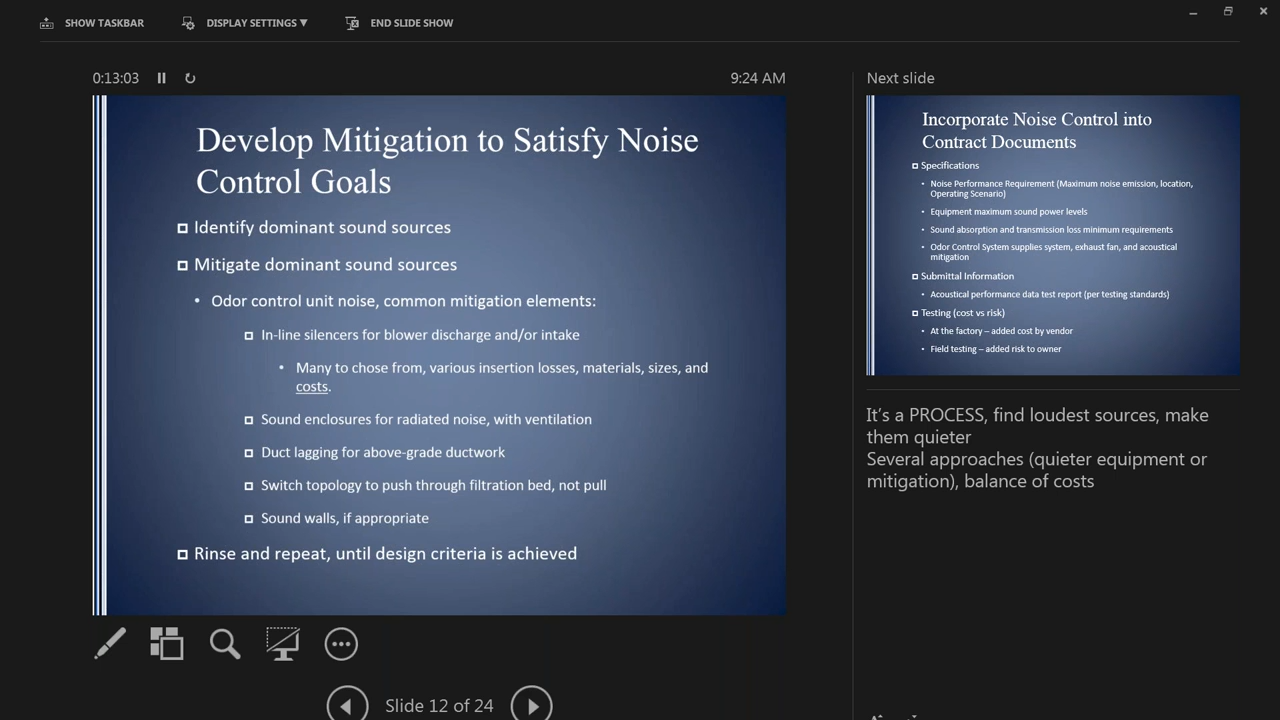 SHOW TASKBAR
DISPLAY SETTINGS ▼
END SLIDE SHOW
0:13:03
9:24 AM
Develop Mitigation to Satisfy Noise
Control Goals
Identify dominant sound sources
Mitigate dominant sound sources
• Odor control unit noise, common mitigation elements:
In-line silencers for blower discharge and/or intake
• Many to chose from, various insertion losses, materials, sizes, and
costs.
Sound enclosures for radiated noise, with ventilation
Duct lagging for above-grade ductwork
Switch topology to push through filtration bed, not pull
Sound walls, if appropriate
Rinse and repeat, until design criteria is achieved
Slide 12 of 24
Next slide
Incorporate Noise Control into
Contract Documents
Specifications
• Noise Performance Requirement (Maximum noise emission, location,
Operating Scenario)
• Equipment maximum sound power levels
• Sound absorption and transmission loss minimum requirements
• Odor Control System supplies system, exhaust fan, and acoustical
mitigation
Submittal Information
• Acoustical performance data test report (per testing standards)
Testing (cost vs risk)
• At the factory – added cost by vendor
• Field testing – added risk to owner
It's a PROCESS, find loudest sources, make
them quieter
Several approaches (quieter equipment or
mitigation), balance of costs